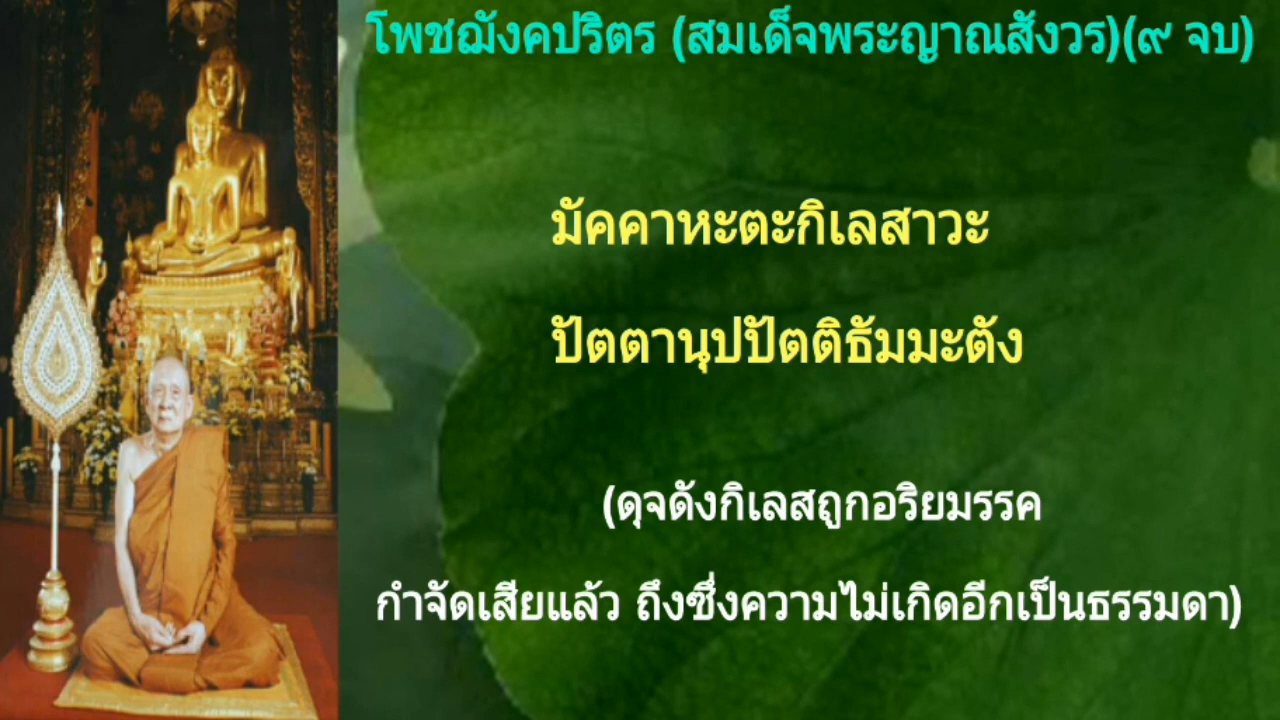 โพชฌังคปริตร (สมเด็จพระญาณสังวร)(๙ จบ)
มัคคาหะตะกิเลสาวะ
ปัตตานุปปัตติธัมมะตัง
(ดุจดังกิเลสถูกอริยมรรค
กำจัดเสียแล้ว ถึงซึ่งความไม่เกิดอีกเป็นธรรมดา)